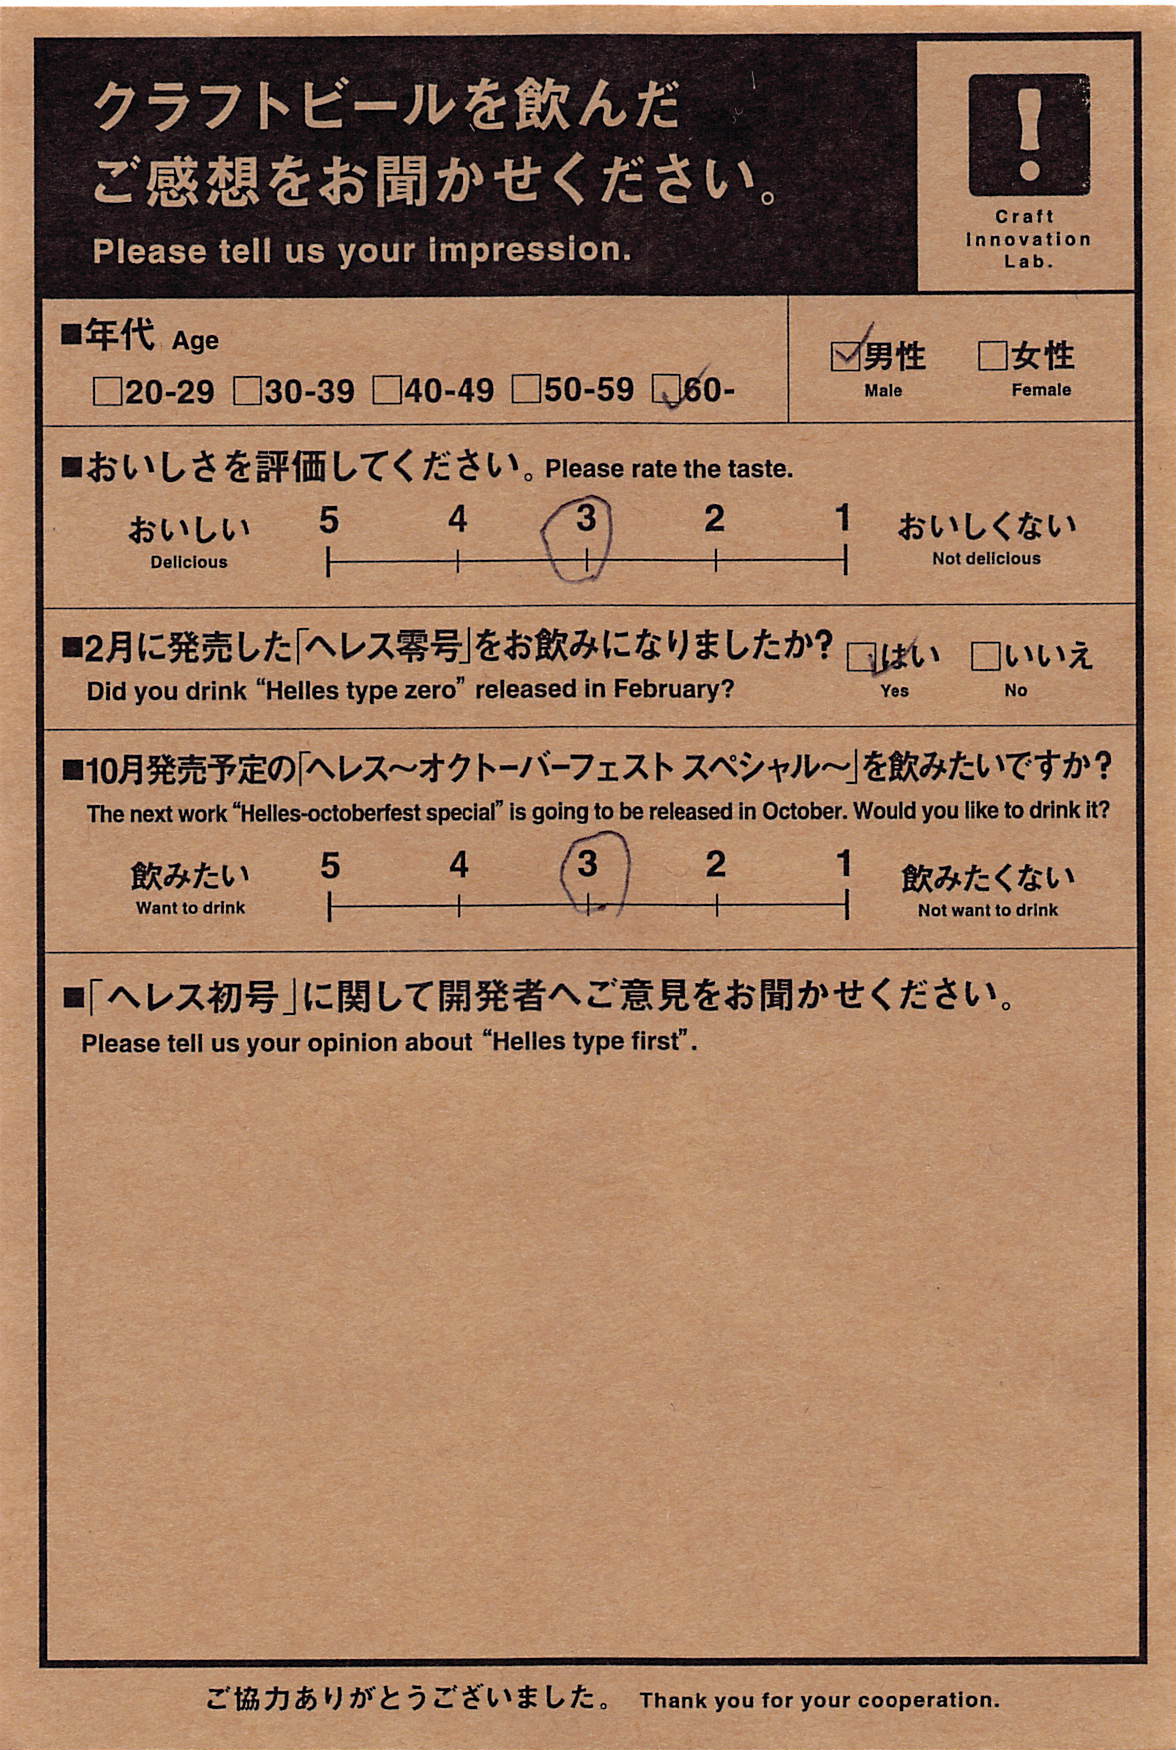 クラフトビールを飲んだ
ご感想をお聞かせください。
Please tell us your impression.
!
Craft
Innovation
Lab.
■年代 Age
□20-29 □30-39 □40-49 □50-59 ☑60-
☑男性 □女性
Male Female
■おいしさを評価してください。Please rate the taste.
おいしい 5 4 3 2 1 おいしくない
Delicious Not delicious
■2月に発売した「ヘレス零号」をお飲みになりましたか? ☑はい □いいえ
Did you drink “Helles type zero” released in February? Yes No
■10月発売予定の「ヘレス〜オクトーバーフェスト スペシャル〜」を飲みたいですか?
The next work “Helles-octoberfest special” is going to be released in October. Would you like to drink it?
飲みたい 5 4 3 2 1 飲みたくない
Want to drink Not want to drink
■「ヘレス初号」に関して開発者へご意見をお聞かせください。
Please tell us your opinion about “Helles type first”.
ご協力ありがとうございました。 Thank you for your cooperation.